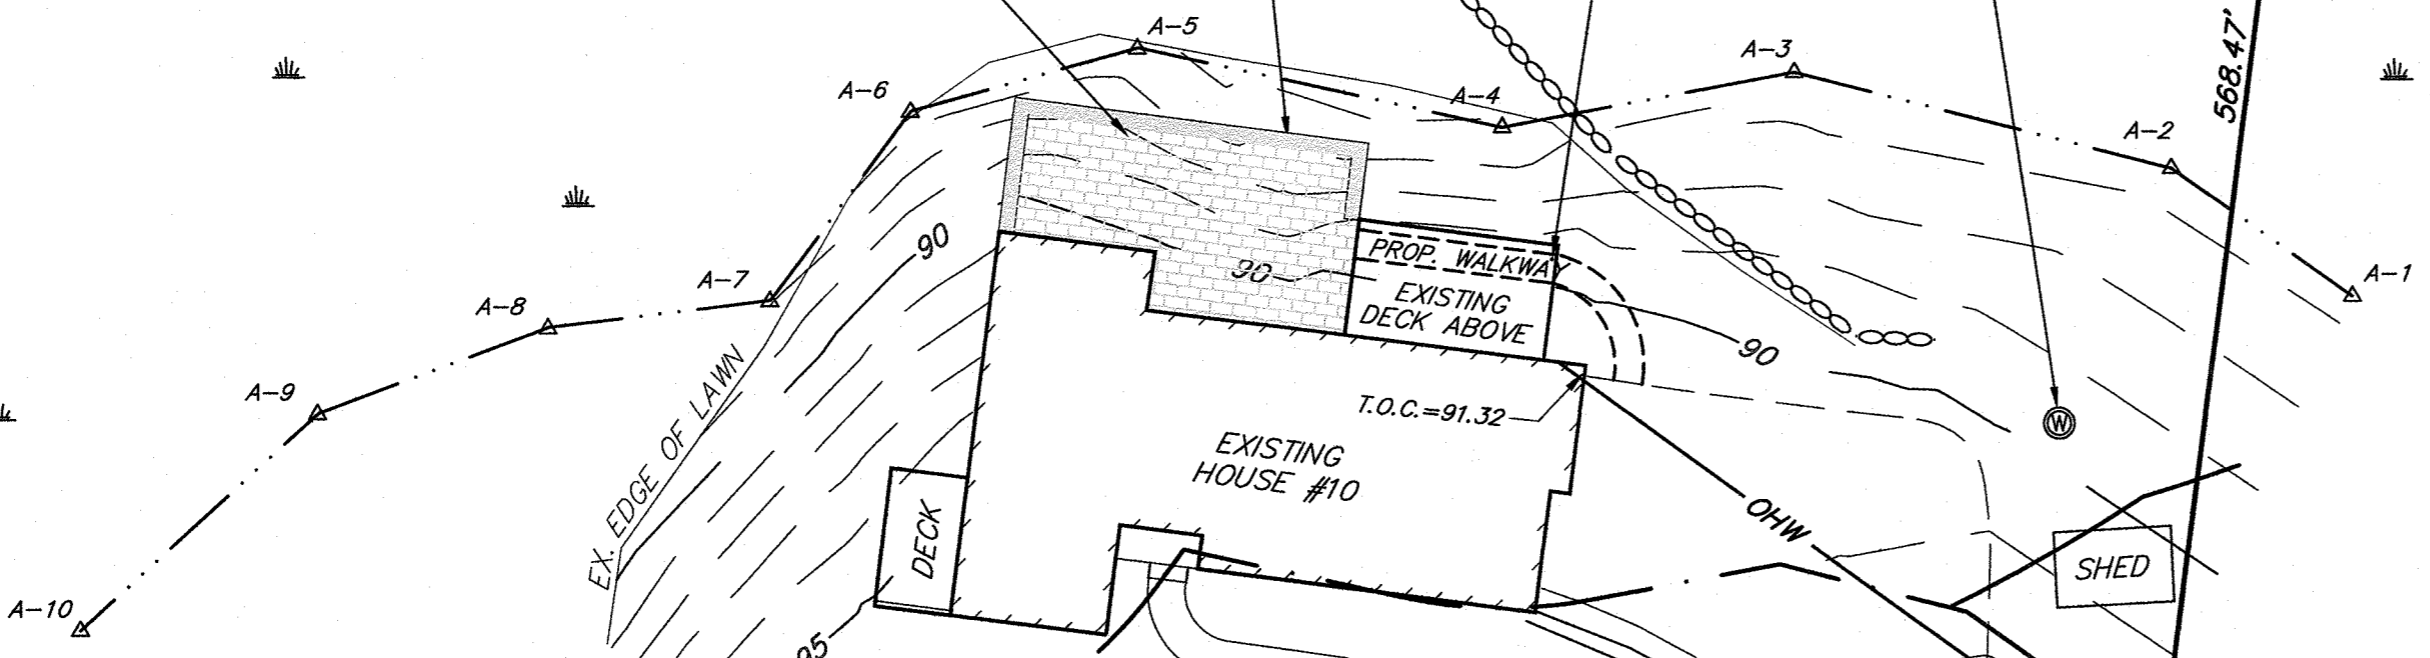 A-5
A-3
568.47'
A-6
A-4
A-2
90
PROP. WALKWAY
A-7
90
A-1
A-8
EXISTING
DECK ABOVE
90
A-9
EX. EDGE OF LAWN
T.O.C.=91.32
W
EXISTING
HOUSE #10
OHW
DECK
SHED
A-10
95